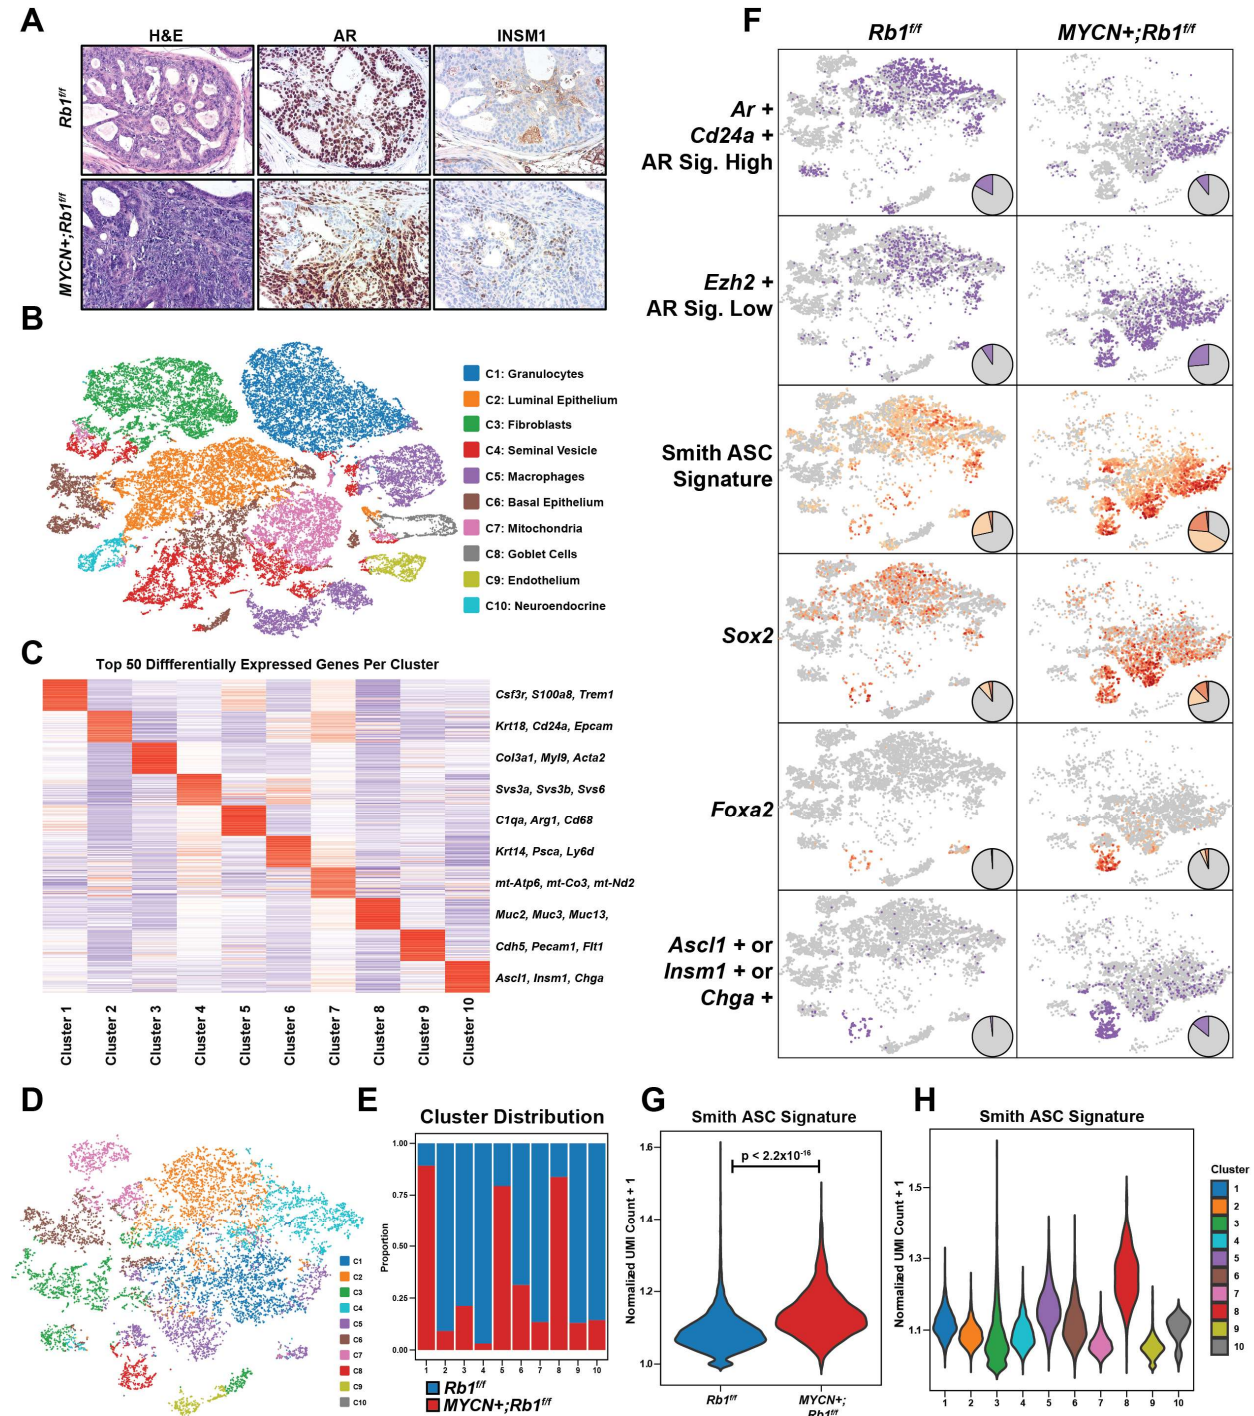 A
H&E
AR
INSM1
Rb1f/f
MYCN+;Rb1f/f
B
C1: Granulocytes
C2: Luminal Epithelium
C3: Fibroblasts
C4: Seminal Vesicle
C5: Macrophages
C6: Basal Epithelium
C7: Mitochondria
C8: Goblet Cells
C9: Endothelium
C10: Neuroendocrine
C
Top 50 Diffferentially Expressed Genes Per Cluster
Csf3r, S100a8, Trem1
Krt18, Cd24a, Epcam
Col3a1, Myl9, Acta2
Svs3a, Svs3b, Svs6
C1qa, Arg1, Cd68
Krt14, Psca, Ly6d
mt-Atp6, mt-Co3, mt-Nd2
Muc2, Muc3, Muc13,
Cdh5, Pecam1, Flt1
Ascl1, Insm1, Chga
Cluster 1
Cluster 2
Cluster 3
Cluster 4
Cluster 5
Cluster 6
Cluster 7
Cluster 8
Cluster 9
Cluster 10
D
C1
C2
C3
C4
C5
C6
C7
C8
C9
C10
E
Cluster Distribution
Proportion
1.00
0.75
0.50
0.25
0.00
1 2 3 4 5 6 7 8 9 10
Rb1f/f
MYCN+;Rb1f/f
F
Rb1f/f
MYCN+;Rb1f/f
Ar +
Cd24a +
AR Sig. High
Ezh2 +
AR Sig. Low
Smith ASC
Signature
Sox2
Foxa2
Ascl1 + or
Insm1 + or
Chga +
G
Smith ASC Signature
p < 2.2x10-16
Normalized UMI Count + 1
1.6
1.4
1.2
1.0
Rb1f/f
MYCN+;
Rb1f/f
H
Smith ASC Signature
Normalized UMI Count + 1
1.5
1.3
1.1
1 2 3 4 5 6 7 8 9 10
Cluster
1
2
3
4
5
6
7
8
9
10